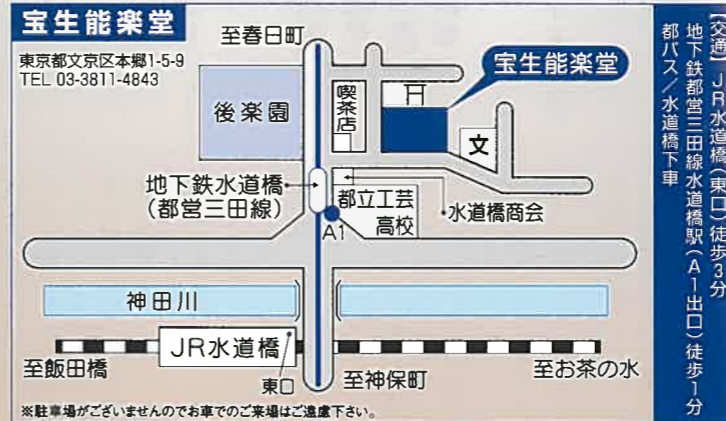 宝生能楽堂
東京都文京区本郷1-5-9
TEL 03-3811-4843
至春日町
宝生能楽堂
後楽園
喫茶店
文
地下鉄水道橋
(都営三田線)
都立工芸
高校
水道橋商会
A1
神田川
JR水道橋
至飯田橋
東口
至神保町
至お茶の水
※駐車場がございませんのでお車でのご来場はご遠慮下さい。
【交通】JR水道橋(東口)徒歩3分
地下鉄都営三田線水道橋駅(A1出口)徒歩1分
都バス/水道橋下車